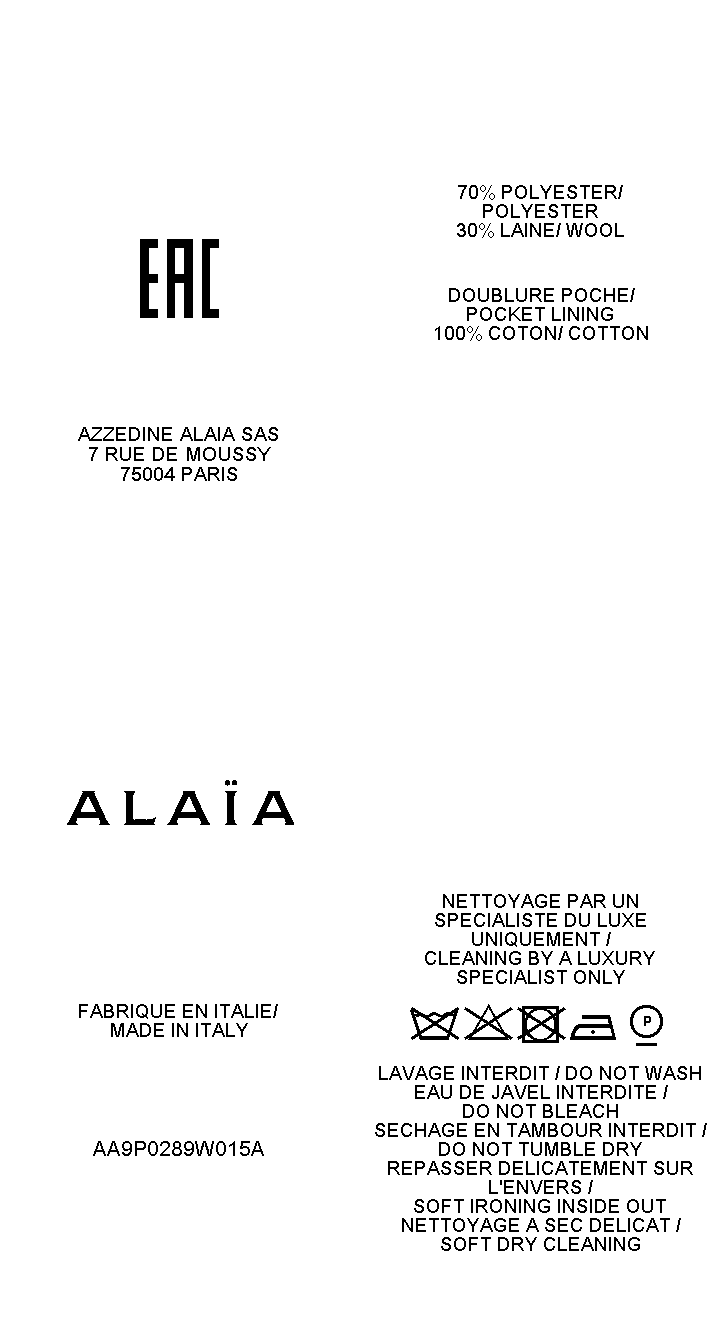 EAC
AZZEDINE ALAIA SAS
7 RUE DE MOUSSY
75004 PARIS
70% POLYESTER/
POLYESTER
30% LAINE/ WOOL
DOUBLURE POCHE/
POCKET LINING
100% COTON/ COTTON
ALAÏA
FABRIQUE EN ITALIE/
MADE IN ITALY
AA9P0289W015A
NETTOYAGE PAR UN
SPECIALISTE DU LUXE
UNIQUEMENT /
CLEANING BY A LUXURY
SPECIALIST ONLY
P
LAVAGE INTERDIT / DO NOT WASH
EAU DE JAVEL INTERDITE /
DO NOT BLEACH
SECHAGE EN TAMBOUR INTERDIT /
DO NOT TUMBLE DRY
REPASSER DELICATEMENT SUR
L'ENVERS /
SOFT IRONING INSIDE OUT
NETTOYAGE A SEC DELICAT /
SOFT DRY CLEANING